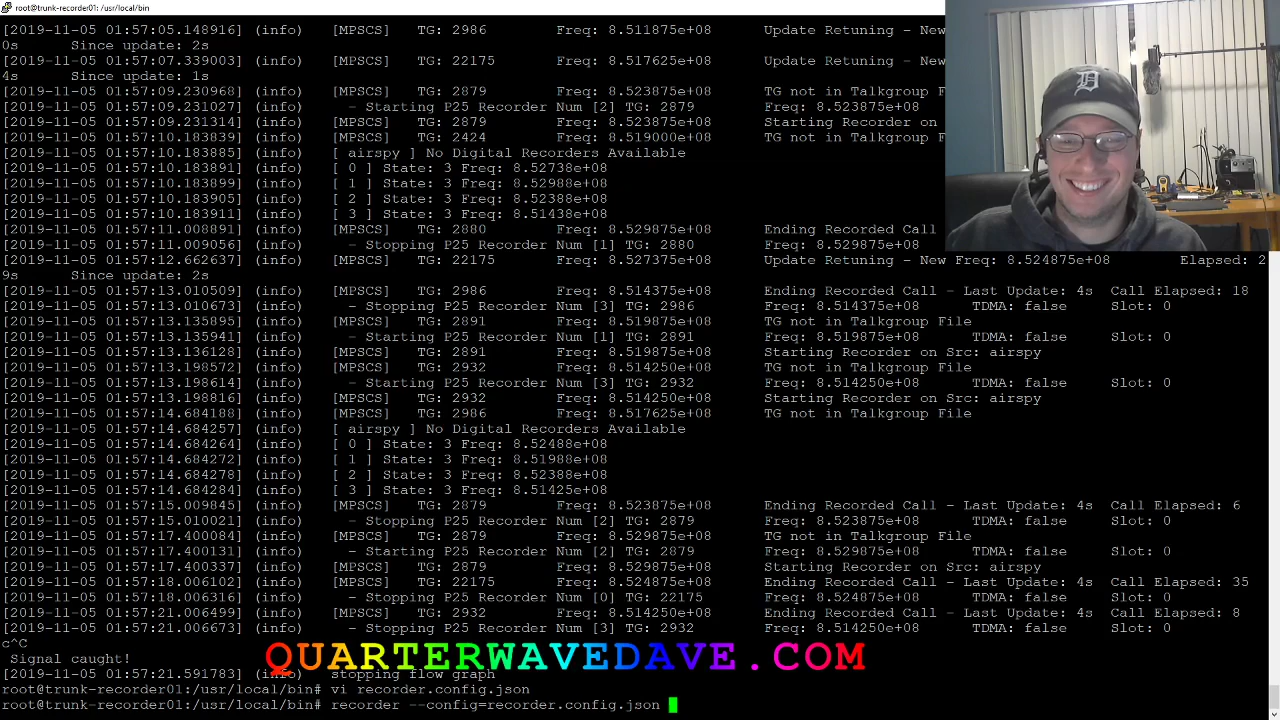 root@trunk-recorder01: /usr/local/bin
[2019-11-05 01:57:05.148916] (info) [MPSCS] TG: 2986 Freq: 8.511875e+08 Update Retuning - New
0s Since update: 2s
[2019-11-05 01:57:07.339003] (info) [MPSCS] TG: 22175 Freq: 8.517625e+08 Update Retuning - New
4s Since update: 1s
[2019-11-05 01:57:09.230968] (info) [MPSCS] TG: 2879 Freq: 8.523875e+08 TG not in Talkgroup F
[2019-11-05 01:57:09.231027] (info) - Starting P25 Recorder Num [2] TG: 2879 Freq: 8.523875e+08
[2019-11-05 01:57:09.231314] (info) [MPSCS] TG: 2879 Freq: 8.523875e+08 Starting Recorder on
[2019-11-05 01:57:10.183839] (info) [MPSCS] TG: 2424 Freq: 8.519000e+08 TG not in Talkgroup F
[2019-11-05 01:57:10.183885] (info) [ airspy ] No Digital Recorders Available
[2019-11-05 01:57:10.183891] (info) [ 0 ] State: 3 Freq: 8.52738e+08
[2019-11-05 01:57:10.183899] (info) [ 1 ] State: 3 Freq: 8.52988e+08
[2019-11-05 01:57:10.183905] (info) [ 2 ] State: 3 Freq: 8.52388e+08
[2019-11-05 01:57:10.183911] (info) [ 3 ] State: 3 Freq: 8.51438e+08
[2019-11-05 01:57:11.008891] (info) [MPSCS] TG: 2880 Freq: 8.529875e+08 Ending Recorded Call
[2019-11-05 01:57:11.009056] (info) - Stopping P25 Recorder Num [1] TG: 2880 Freq: 8.529875e+08
[2019-11-05 01:57:12.662637] (info) [MPSCS] TG: 22175 Freq: 8.527375e+08 Update Retuning - New Freq: 8.524875e+08 Elapsed: 2
9s Since update: 2s
[2019-11-05 01:57:13.010509] (info) [MPSCS] TG: 2986 Freq: 8.514375e+08 Ending Recorded Call - Last Update: 4s Call Elapsed: 18
[2019-11-05 01:57:13.010673] (info) - Stopping P25 Recorder Num [3] TG: 2986 Freq: 8.514375e+08 TDMA: false Slot: 0
[2019-11-05 01:57:13.135895] (info) [MPSCS] TG: 2891 Freq: 8.519875e+08 TG not in Talkgroup File
[2019-11-05 01:57:13.135941] (info) - Starting P25 Recorder Num [1] TG: 2891 Freq: 8.519875e+08 TDMA: false Slot: 0
[2019-11-05 01:57:13.136128] (info) [MPSCS] TG: 2891 Freq: 8.519875e+08 Starting Recorder on Src: airspy
[2019-11-05 01:57:13.198572] (info) [MPSCS] TG: 2932 Freq: 8.514250e+08 TG not in Talkgroup File
[2019-11-05 01:57:13.198614] (info) - Starting P25 Recorder Num [3] TG: 2932 Freq: 8.514250e+08 TDMA: false Slot: 0
[2019-11-05 01:57:13.198816] (info) [MPSCS] TG: 2932 Freq: 8.514250e+08 Starting Recorder on Src: airspy
[2019-11-05 01:57:14.684188] (info) [MPSCS] TG: 2986 Freq: 8.517625e+08 TG not in Talkgroup File
[2019-11-05 01:57:14.684257] (info) [ airspy ] No Digital Recorders Available
[2019-11-05 01:57:14.684264] (info) [ 0 ] State: 3 Freq: 8.52488e+08
[2019-11-05 01:57:14.684272] (info) [ 1 ] State: 3 Freq: 8.51988e+08
[2019-11-05 01:57:14.684278] (info) [ 2 ] State: 3 Freq: 8.52388e+08
[2019-11-05 01:57:14.684284] (info) [ 3 ] State: 3 Freq: 8.51425e+08
[2019-11-05 01:57:15.009845] (info) [MPSCS] TG: 2879 Freq: 8.523875e+08 Ending Recorded Call - Last Update: 4s Call Elapsed: 6
[2019-11-05 01:57:15.010021] (info) - Stopping P25 Recorder Num [2] TG: 2879 Freq: 8.523875e+08 TDMA: false Slot: 0
[2019-11-05 01:57:17.400084] (info) [MPSCS] TG: 2879 Freq: 8.529875e+08 TG not in Talkgroup File
[2019-11-05 01:57:17.400131] (info) - Starting P25 Recorder Num [2] TG: 2879 Freq: 8.529875e+08 TDMA: false Slot: 0
[2019-11-05 01:57:17.400337] (info) [MPSCS] TG: 2879 Freq: 8.529875e+08 Starting Recorder on Src: airspy
[2019-11-05 01:57:18.006102] (info) [MPSCS] TG: 22175 Freq: 8.524875e+08 Ending Recorded Call - Last Update: 4s Call Elapsed: 35
[2019-11-05 01:57:18.006316] (info) - Stopping P25 Recorder Num [0] TG: 22175 Freq: 8.524875e+08 TDMA: false Slot: 0
[2019-11-05 01:57:21.006499] (info) [MPSCS] TG: 2932 Freq: 8.514250e+08 Ending Recorded Call - Last Update: 4s Call Elapsed: 8
[2019-11-05 01:57:21.006673] (info) - Stopping P25 Recorder Num [3] TG: 2932 Freq: 8.514250e+08 TDMA: false Slot: 0
c^C
Signal caught!
QUARTERWAVEDAVE.COM
[2019-11-05 01:57:21.591783] (info) stopping flow graph
root@trunk-recorder01:/usr/local/bin# vi recorder.config.json
root@trunk-recorder01:/usr/local/bin# recorder --config=recorder.config.json